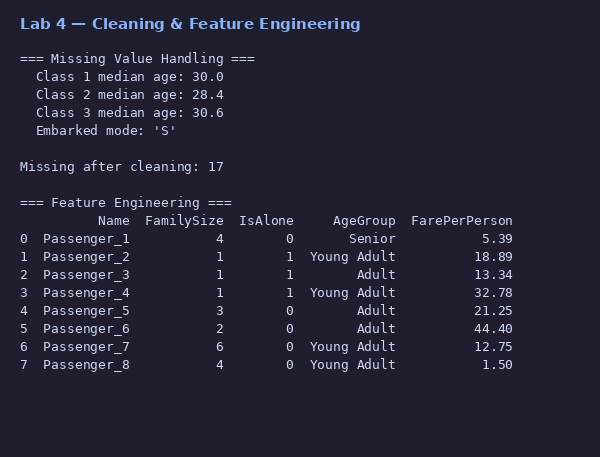 Lab 4 — Cleaning & Feature Engineering
=== Missing Value Handling ===
  Class 1 median age: 30.0
  Class 2 median age: 28.4
  Class 3 median age: 30.6
  Embarked mode: 'S'
Missing after cleaning: 17
=== Feature Engineering ===
          Name  FamilySize  IsAlone     AgeGroup  FarePerPerson
0  Passenger_1           4        0       Senior           5.39
1  Passenger_2           1        1  Young Adult          18.89
2  Passenger_3           1        1        Adult          13.34
3  Passenger_4           1        1  Young Adult          32.78
4  Passenger_5           3        0        Adult          21.25
5  Passenger_6           2        0        Adult          44.40
6  Passenger_7           6        0  Young Adult          12.75
7  Passenger_8           4        0  Young Adult           1.50